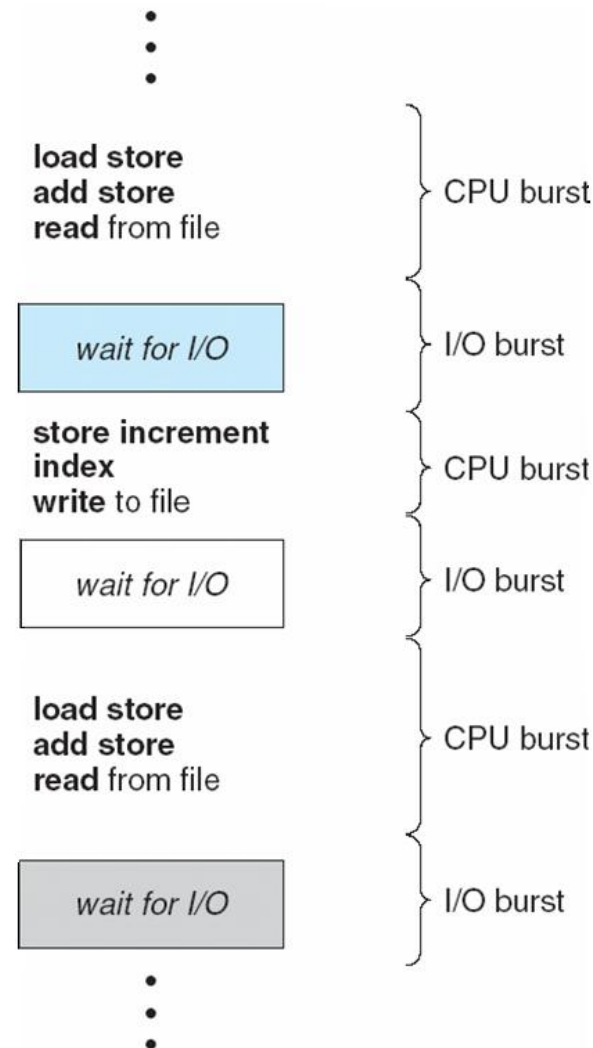 load store
add store
read from file
CPU burst
wait for I/O
I/O burst
store increment
index
write to file
CPU burst
wait for I/O
I/O burst
load store
add store
read from file
CPU burst
wait for I/O
I/O burst